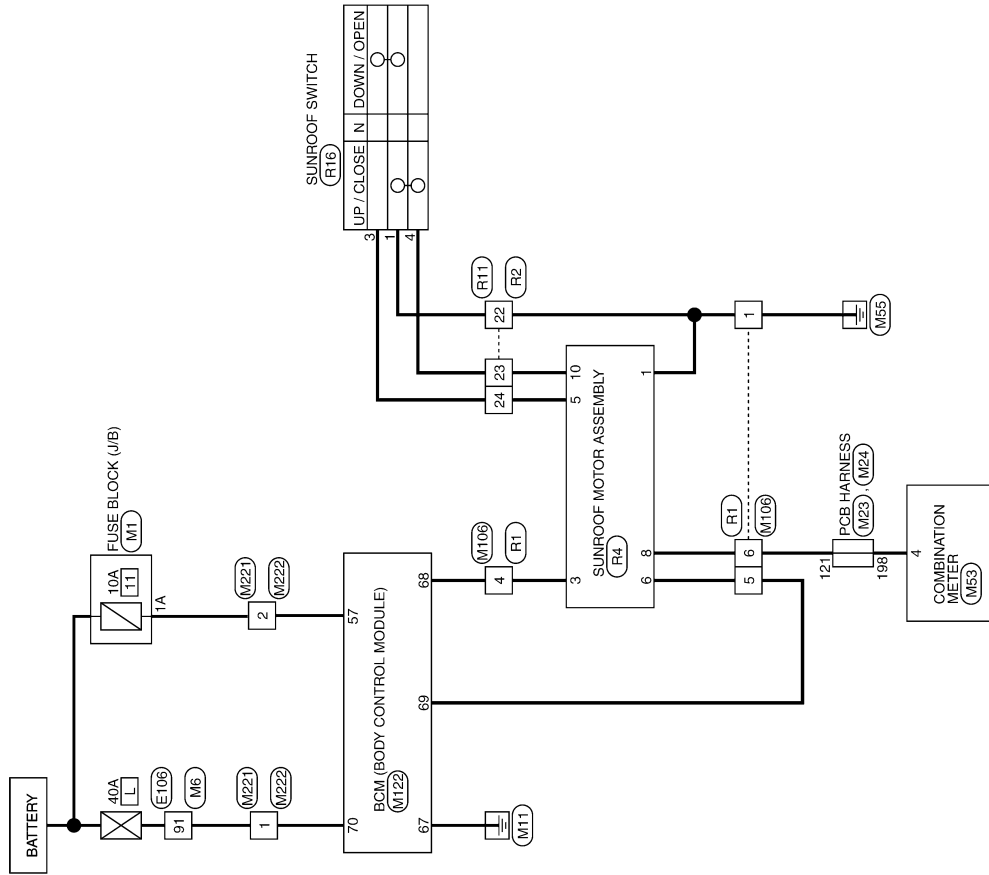 BATTERY
40A
L
E106
91
M6
M221
1
M222
70
FUSE BLOCK (J/B)
M1
10A
11
1A
M221
2
M222
57
BCM (BODY CONTROL MODULE)
M122
67
M11
69
68
M106
4
R1
3
SUNROOF MOTOR ASSEMBLY
R4
5
10
6
8
1
SUNROOF SWITCH
R16
UP / CLOSE
N
DOWN / OPEN
3
1
4
R11
24
23
22
R2
R1
5
6
1
M106
M55
PCB HARNESS
M23 , M24
121
198
4
COMBINATION
METER
M53